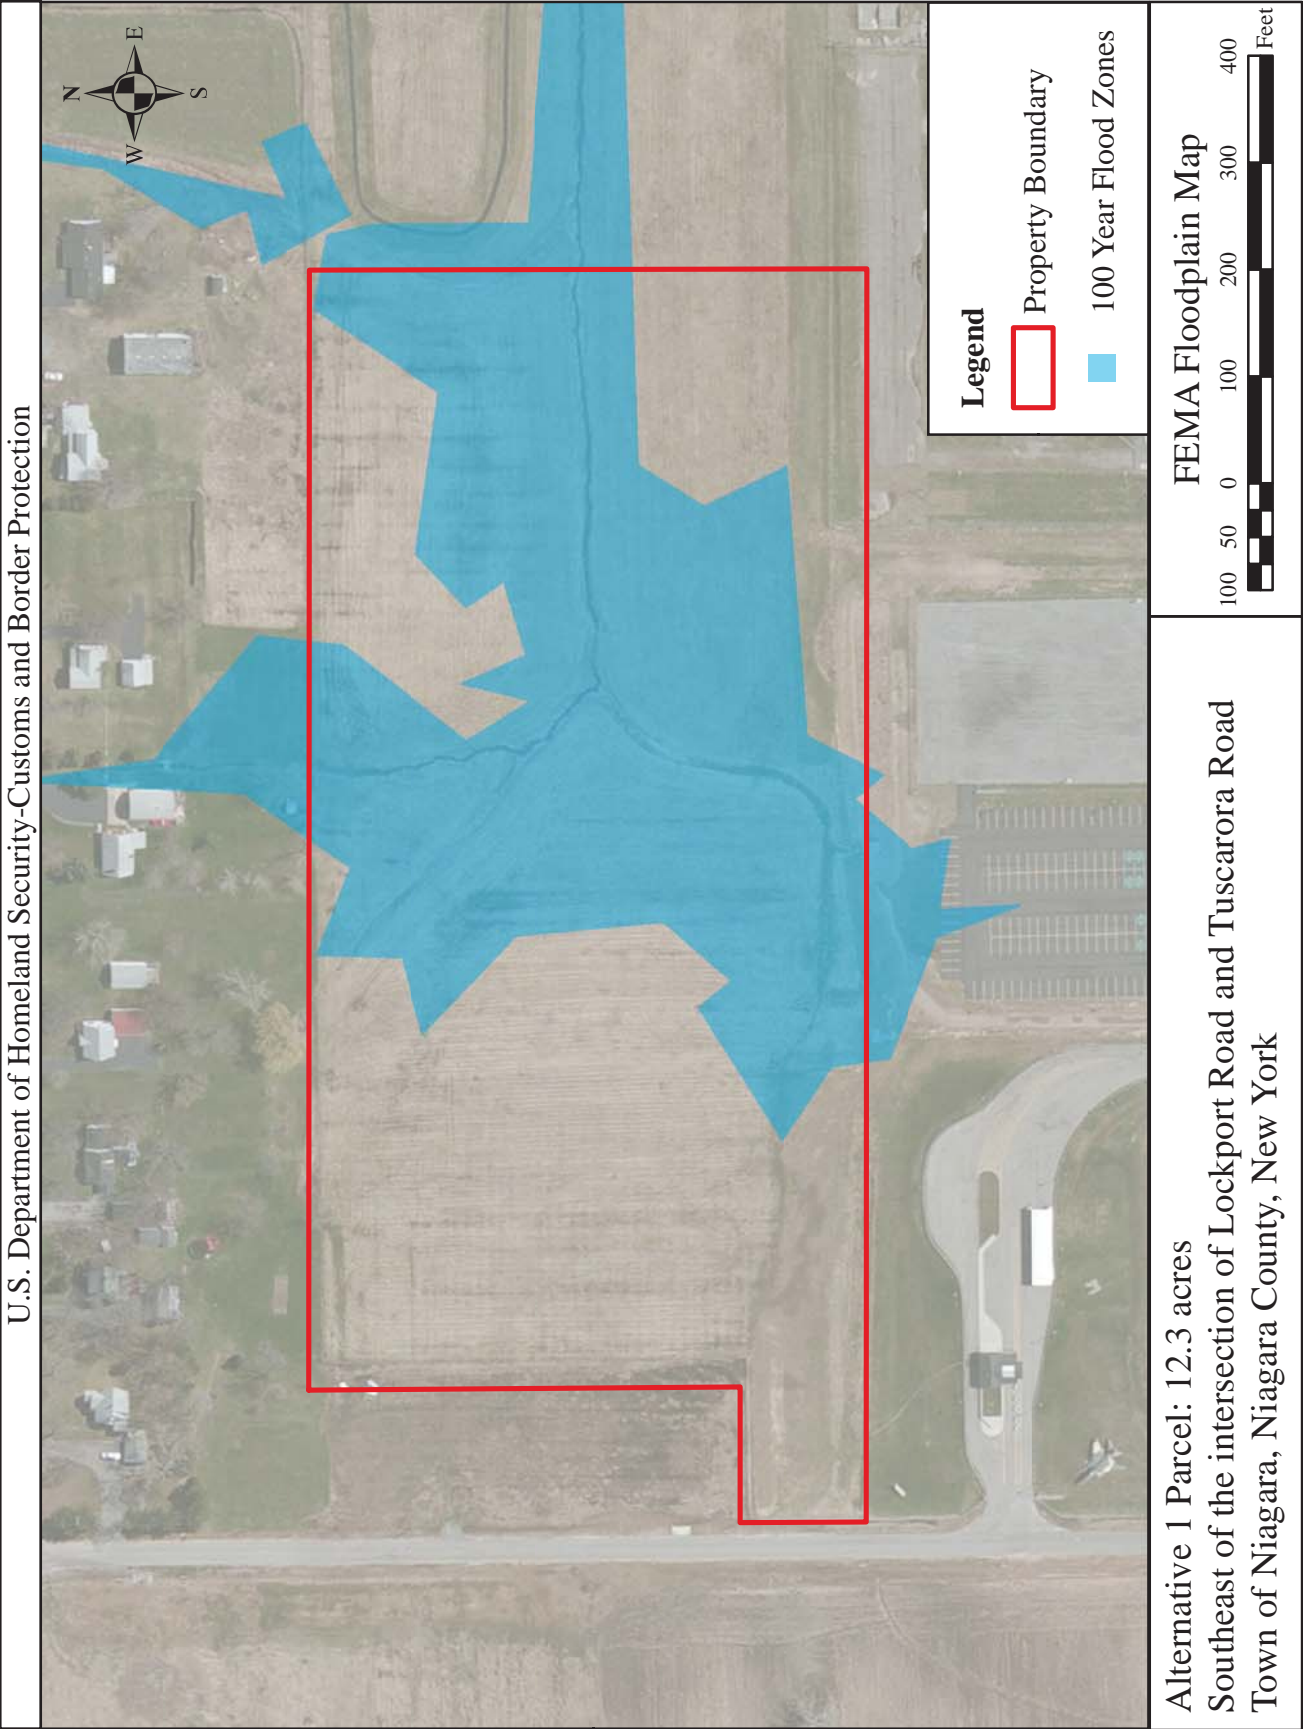 U.S. Department of Homeland Security-Customs and Border Protection
N
W
E
S
Legend
Property Boundary
100 Year Flood Zones
Alternative 1 Parcel: 12.3 acres
Southeast of the intersection of Lockport Road and Tuscarora Road
Town of Niagara, Niagara County, New York
FEMA Floodplain Map
100 50 0 100 200 300 400
Feet